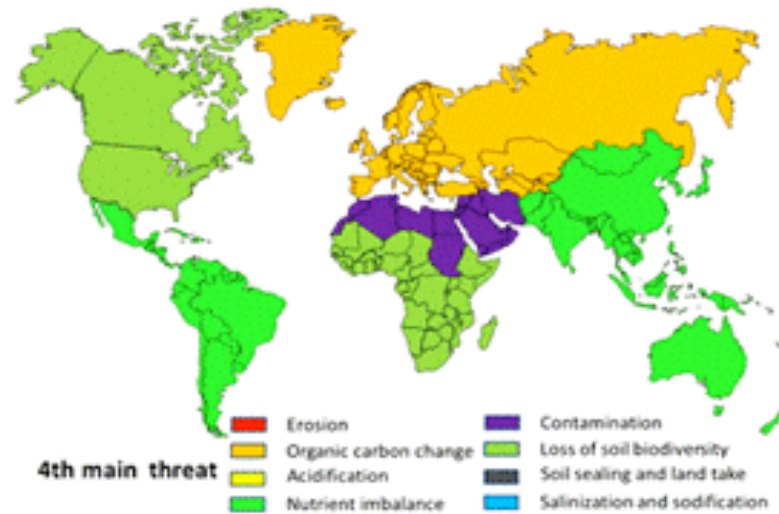 Erosion
Organic carbon change
4th main threat
Acidification
Nutrient imbalance
Contamination
Loss of soil biodiversity
Soil sealing and land take
Salinization and sodification